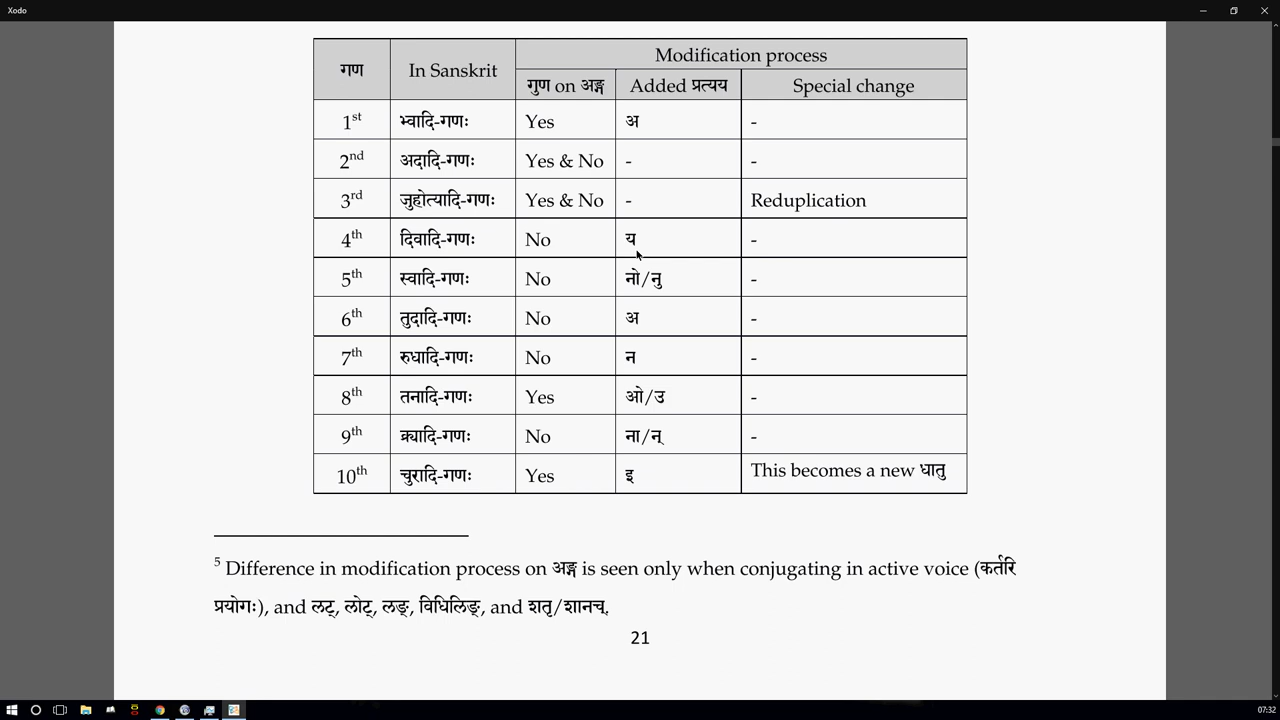 Xodo
गण In Sanskrit Modification process
गुण on अङ्ग Added प्रत्यय Special change
1st भ्वादि-गणः Yes अ -
2nd अदादि-गणः Yes & No - -
3rd जुहोत्यादि-गणः Yes & No - Reduplication
4th दिवादि-गणः No य -
5th स्वादि-गणः No नो/नु -
6th तुदादि-गणः No अ -
7th रुधादि-गणः No न -
8th तनादि-गणः Yes ओ/उ -
9th क्र्यादि-गणः No ना/न् -
10th चुरादि-गणः Yes इ This becomes a new धातु
5 Difference in modification process on अङ्ग is seen only when conjugating in active voice (कर्तरि
प्रयोगः), and लट्, लोट्, लङ्, विधिलिङ्, and शतृ/शानच्.
21
07:32